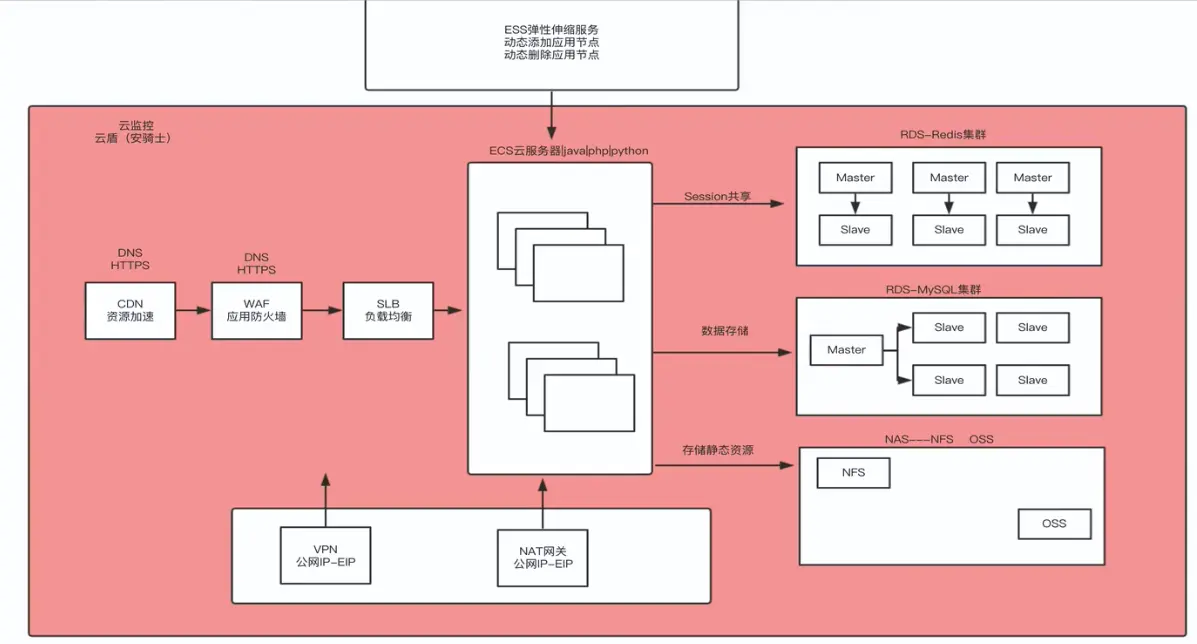 ESS弹性伸缩服务
动态添加应用节点
动态删除应用节点
云监控
云盾（安骑士）
ECS云服务器|java|php|python
RDS-Redis集群
Master
Master
Master
Slave
Slave
Slave
Session共享
DNS
HTTPS
DNS
HTTPS
CDN
资源加速
WAF
应用防火墙
SLB
负载均衡
RDS-MySQL集群
数据存储
Master
Slave
Slave
Slave
Slave
存储静态资源
NAS---NFS OSS
NFS
OSS
VPN
公网IP-EIP
NAT网关
公网IP-EIP